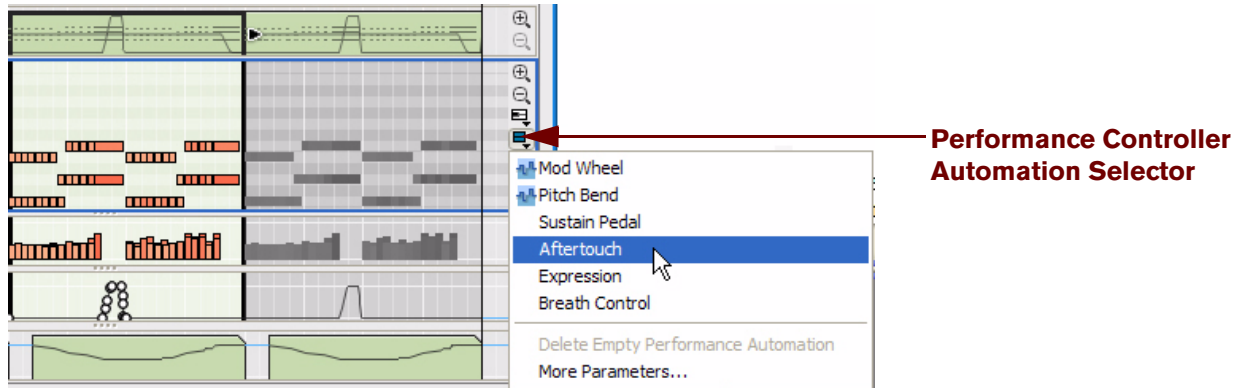 Performance Controller
Automation Selector
Mod Wheel
Pitch Bend
Sustain Pedal
Aftertouch
Expression
Breath Control
Delete Empty Performance Automation
More Parameters...